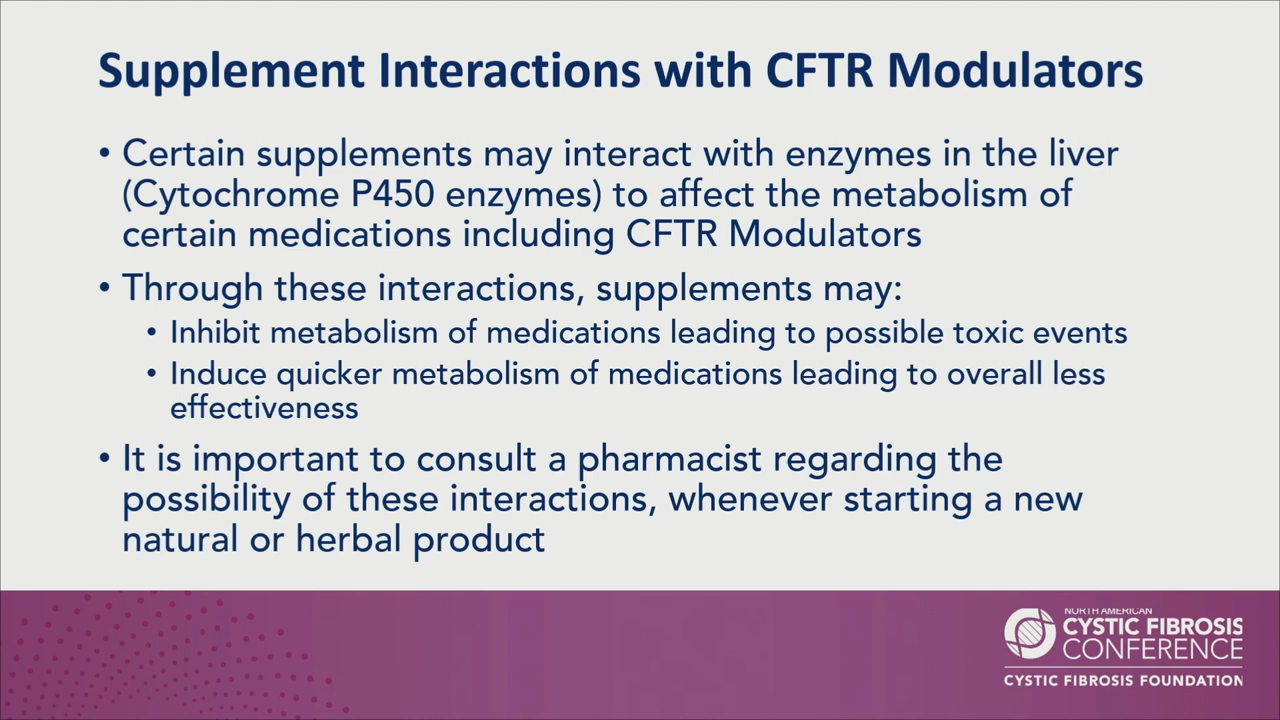 Supplement Interactions with CFTR Modulators
• Certain supplements may interact with enzymes in the liver
(Cytochrome P450 enzymes) to affect the metabolism of
certain medications including CFTR Modulators
• Through these interactions, supplements may:
• Inhibit metabolism of medications leading to possible toxic events
• Induce quicker metabolism of medications leading to overall less
effectiveness
• It is important to consult a pharmacist regarding the
possibility of these interactions, whenever starting a new
natural or herbal product
NORTH AMERICAN
CYSTIC FIBROSIS
CONFERENCE
CYSTIC FIBROSIS FOUNDATION